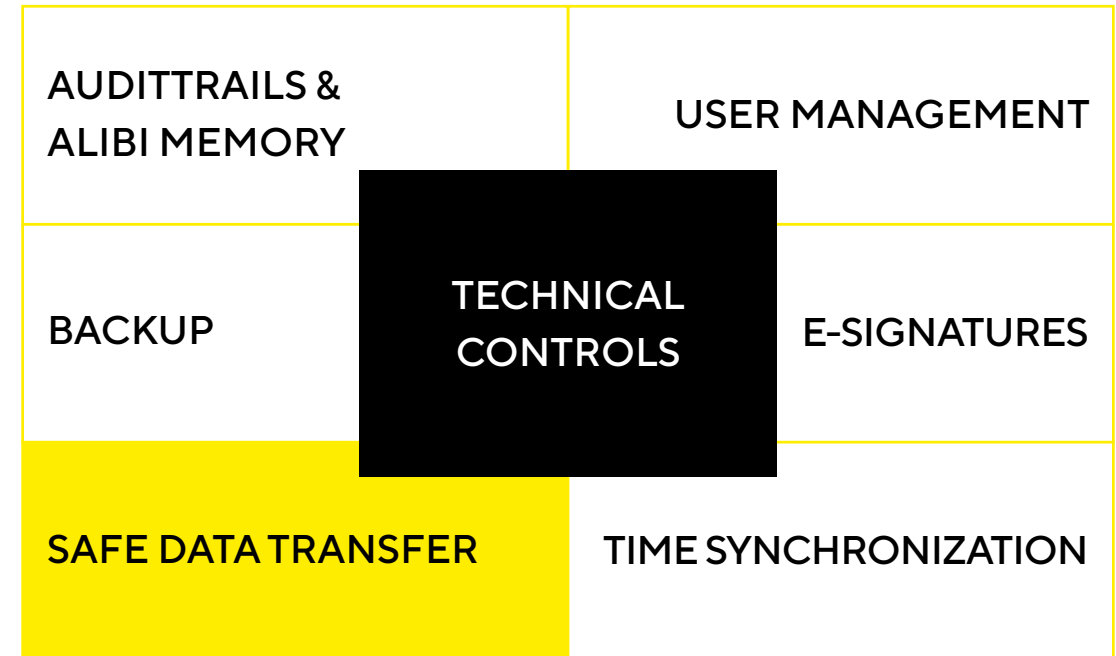 AUDITTRAILS &
ALIBI MEMORY
USER MANAGEMENT
BACKUP
TECHNICAL
CONTROLS
E-SIGNATURES
SAFE DATA TRANSFER
TIME SYNCHRONIZATION